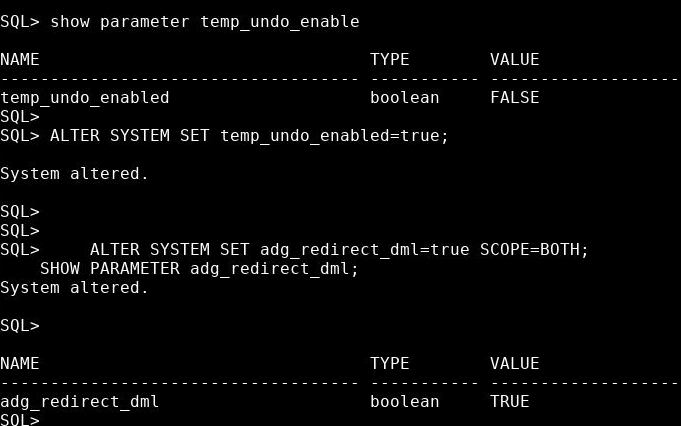 SQL> show parameter temp_undo_enable
NAME                                 TYPE        VALUE
------------------------------------ ----------- -------------------
temp_undo_enabled                    boolean     FALSE
SQL>
SQL> ALTER SYSTEM SET temp_undo_enabled=true;
System altered.
SQL>
SQL>
SQL>     ALTER SYSTEM SET adg_redirect_dml=true SCOPE=BOTH;
    SHOW PARAMETER adg_redirect_dml;
System altered.
SQL>
NAME                                 TYPE        VALUE
------------------------------------ ----------- -------------------
adg_redirect_dml                     boolean     TRUE
SQL>